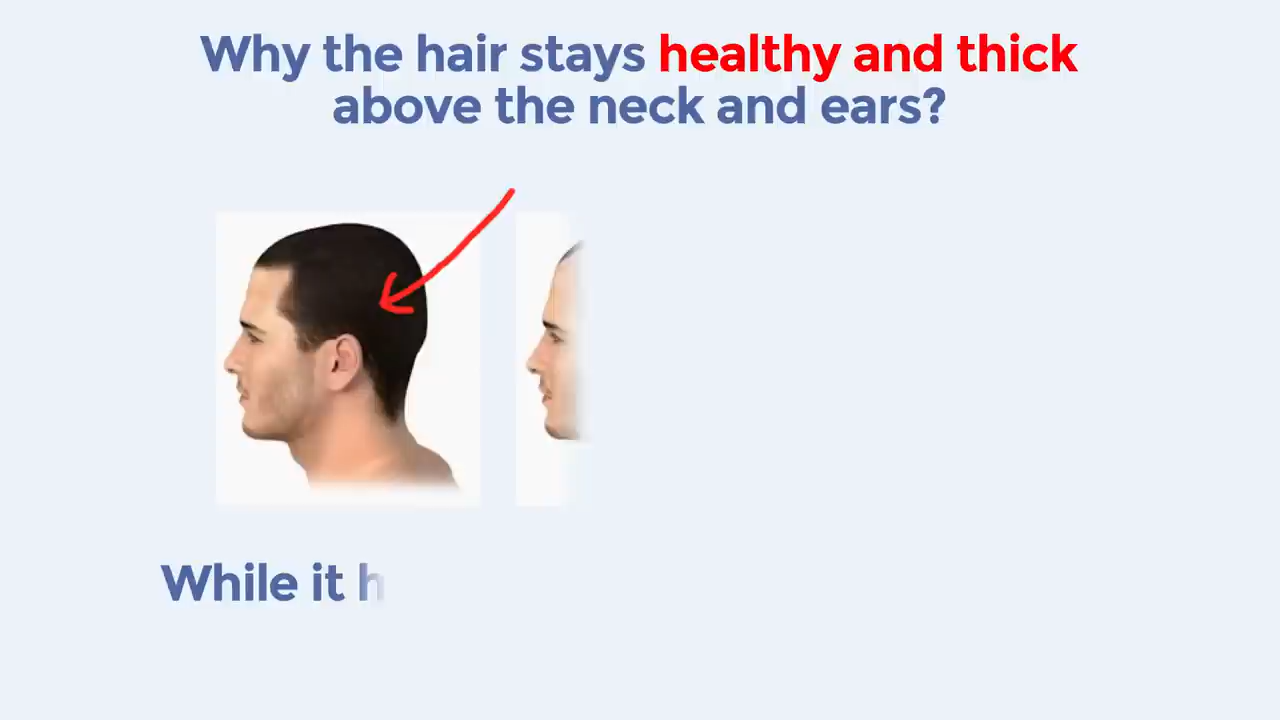 Why the hair stays healthy and thick
above the neck and ears?
While it